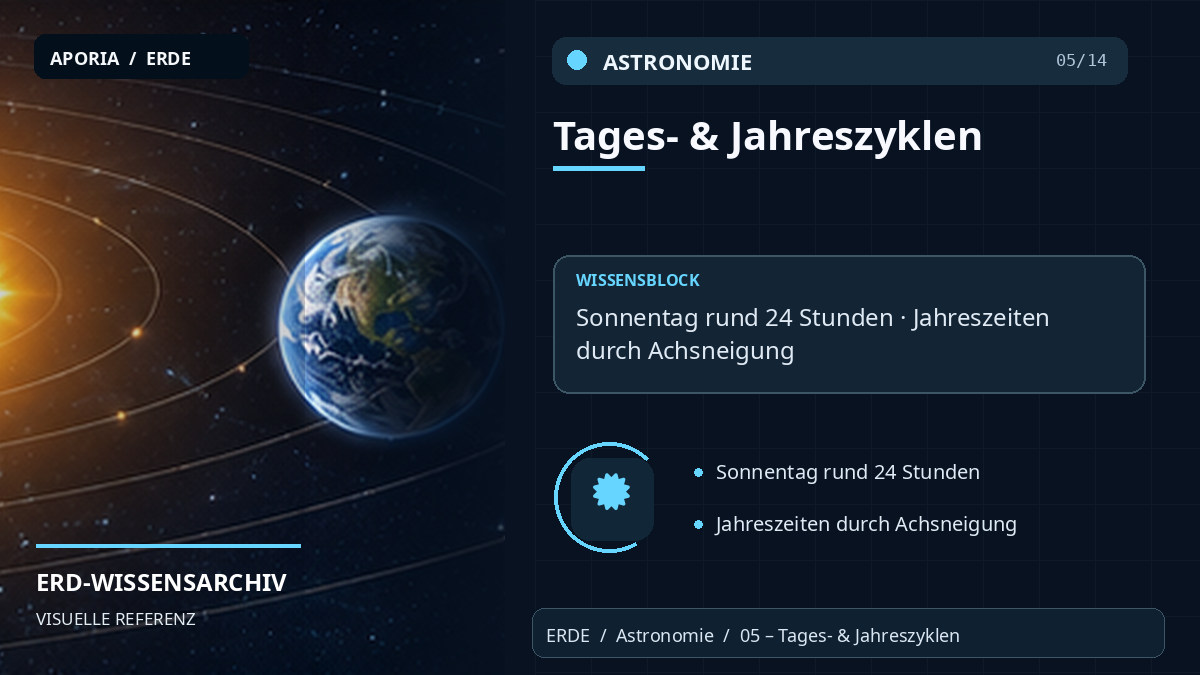 APORIA / ERDE
ERD-WISSENSARCHIV
VISUELLE REFERENZ
ASTRONOMIE
05/14
Tages- & Jahreszyklen
WISSENSBLOCK
Sonnentag rund 24 Stunden · Jahreszeiten
durch Achsneigung
Sonnentag rund 24 Stunden
Jahreszeiten durch Achsneigung
ERDE / Astronomie / 05 – Tages- & Jahreszyklen